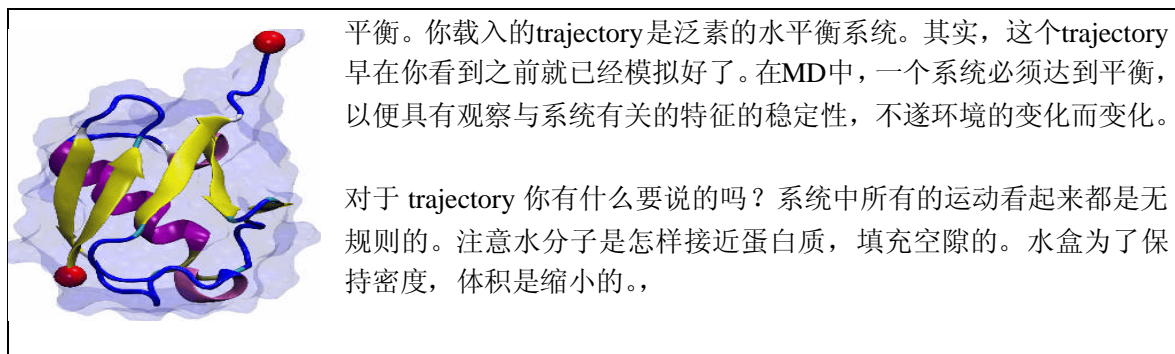 平衡。你载入的trajectory是泛素的水平衡系统。其实，这个trajectory
早在你看到之前就已经模拟好了。在MD中，一个系统必须达到平衡，
以便具有观察与系统有关的特征的稳定性，不遂环境的变化而变化。
对于 trajectory 你有什么要说的吗？系统中所有的运动看起来都是无
规则的。注意水分子是怎样接近蛋白质，填充空隙的。水盒为了保
持密度，体积是缩小的。，